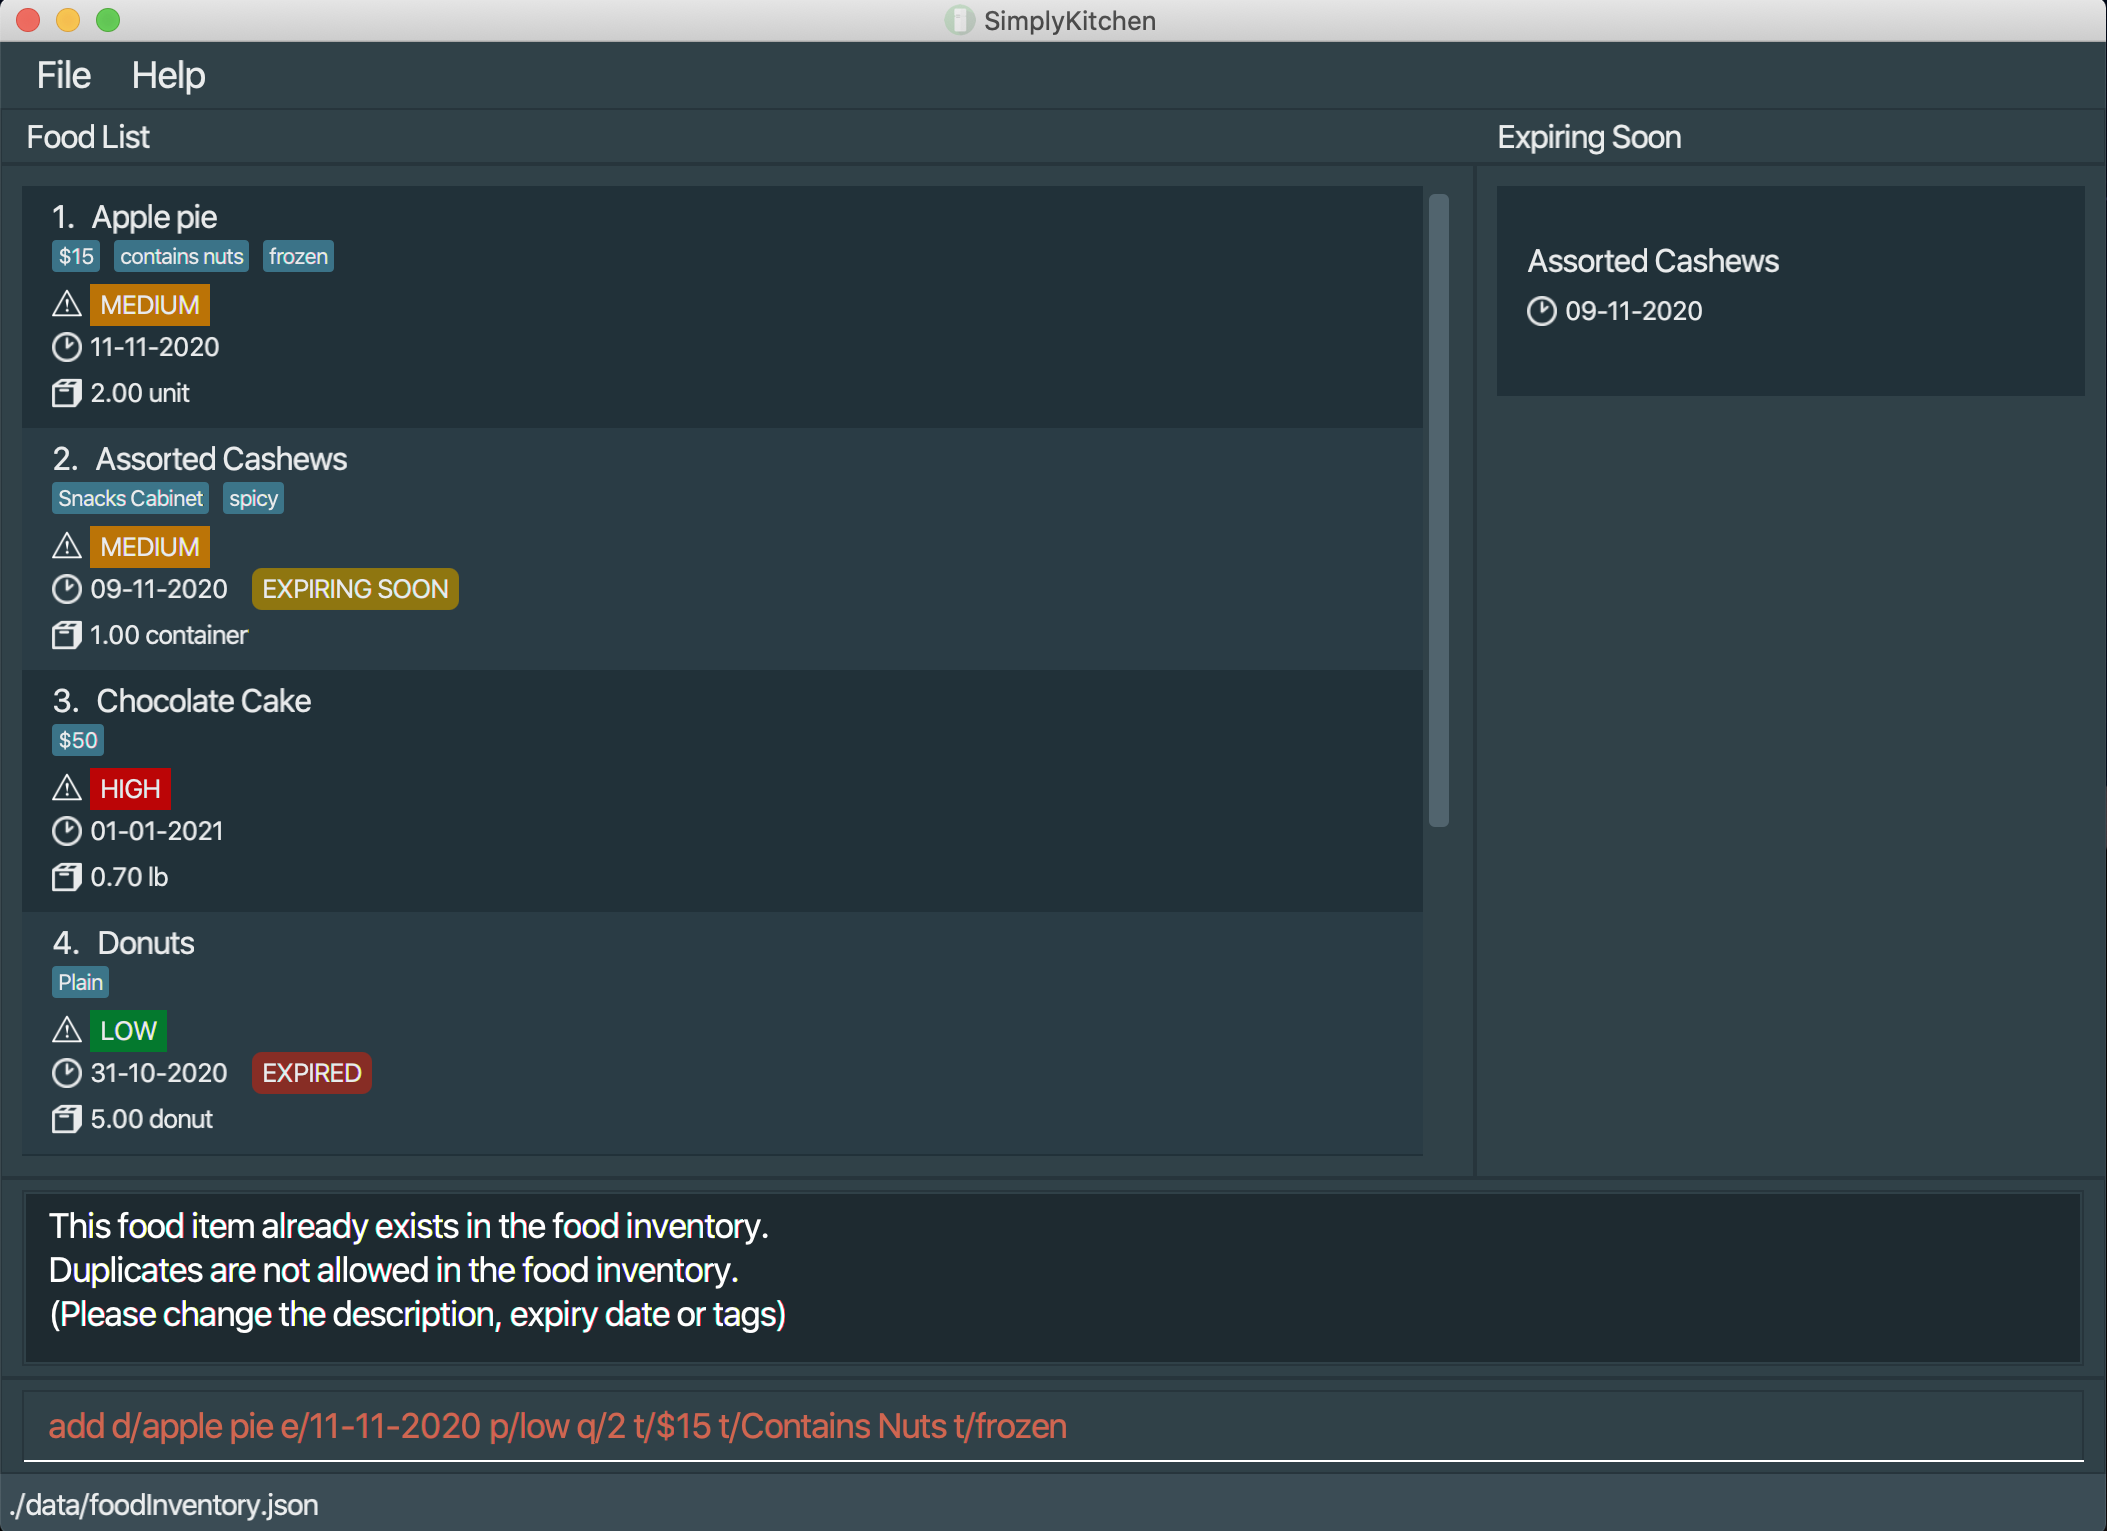 SimplyKitchen
File Help
Food List
Expiring Soon
1. Apple pie
$15 contains nuts frozen
MEDIUM
11-11-2020
2.00 unit
2. Assorted Cashews
Snacks Cabinet spicy
MEDIUM
09-11-2020 EXPIRING SOON
1.00 container
3. Chocolate Cake
$50
HIGH
01-01-2021
0.70 lb
4. Donuts
Plain
LOW
31-10-2020 EXPIRED
5.00 donut
Assorted Cashews
09-11-2020
This food item already exists in the food inventory.
Duplicates are not allowed in the food inventory.
(Please change the description, expiry date or tags)
add d/apple pie e/11-11-2020 p/low q/2 t/$15 t/Contains Nuts t/frozen
./data/foodInventory.json